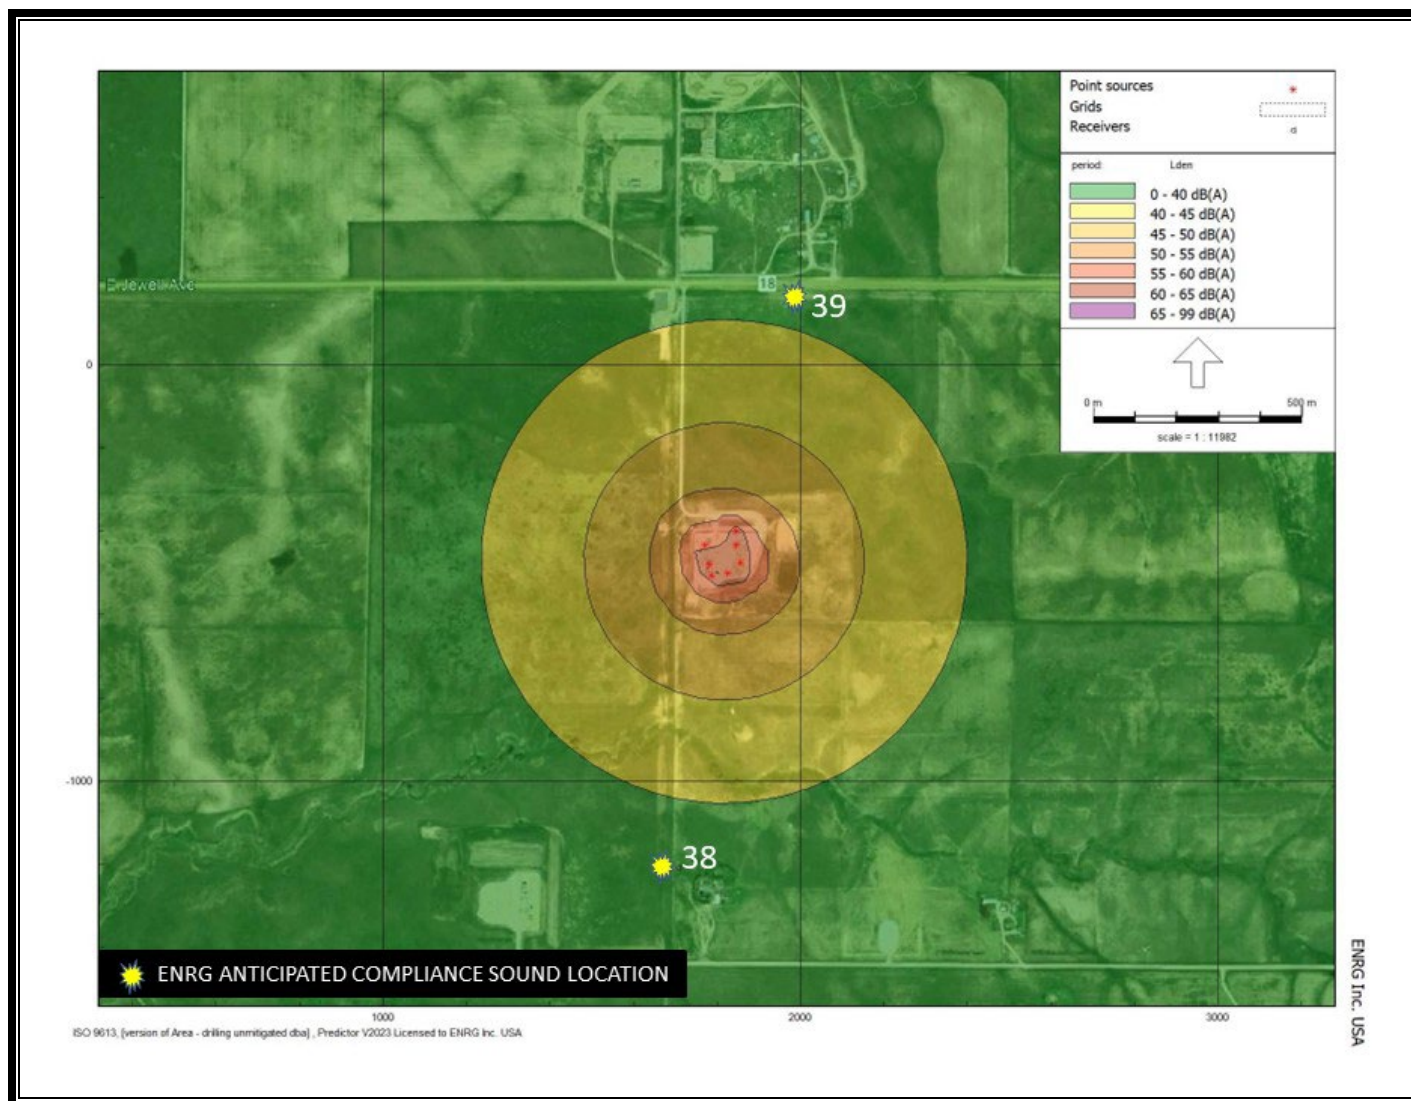 Point sources
Grids
Receivers
period: Lden
0 - 40 dB(A)
40 - 45 dB(A)
45 - 50 dB(A)
50 - 55 dB(A)
55 - 60 dB(A)
60 - 65 dB(A)
65 - 99 dB(A)
0 m 500 m
scale = 1 : 11982
E Jewell Ave
18
39
0
-1000
38
ENRG ANTICIPATED COMPLIANCE SOUND LOCATION
1000 2000 3000
ISO 9613, [version of Area - drilling unmitigated dba] , Predictor V2023 Licensed to ENRG Inc. USA
ENRG Inc. USA